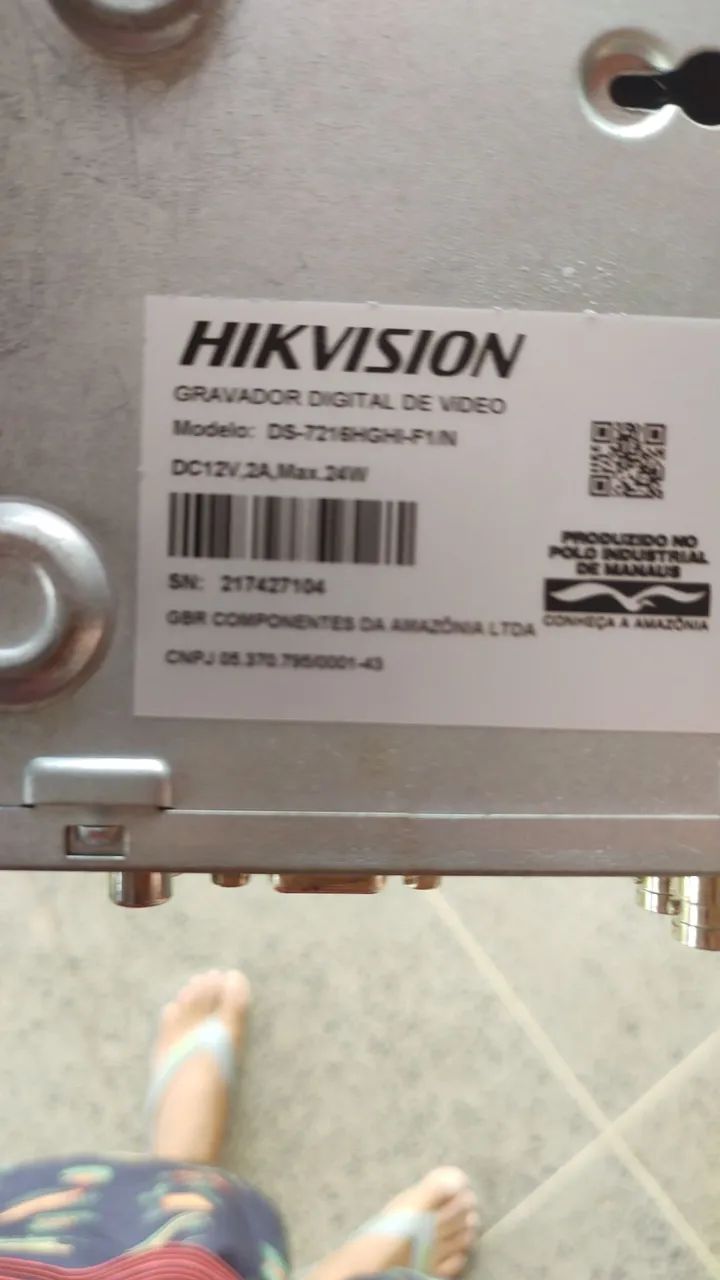 HIKVISION
GRAVADOR DIGITAL DE VIDEO
Modelo: DS-7216HGHI-F1/N
DC12V,2A,Max.24W
SN: 217427104
GBR COMPONENTES DA AMAZÔNIA LTDA
CNPJ 05.370.795/0001-43
PRODUZIDO NO
POLO INDUSTRIAL
DE MANAUS
CONHEÇA A AMAZÔNIA